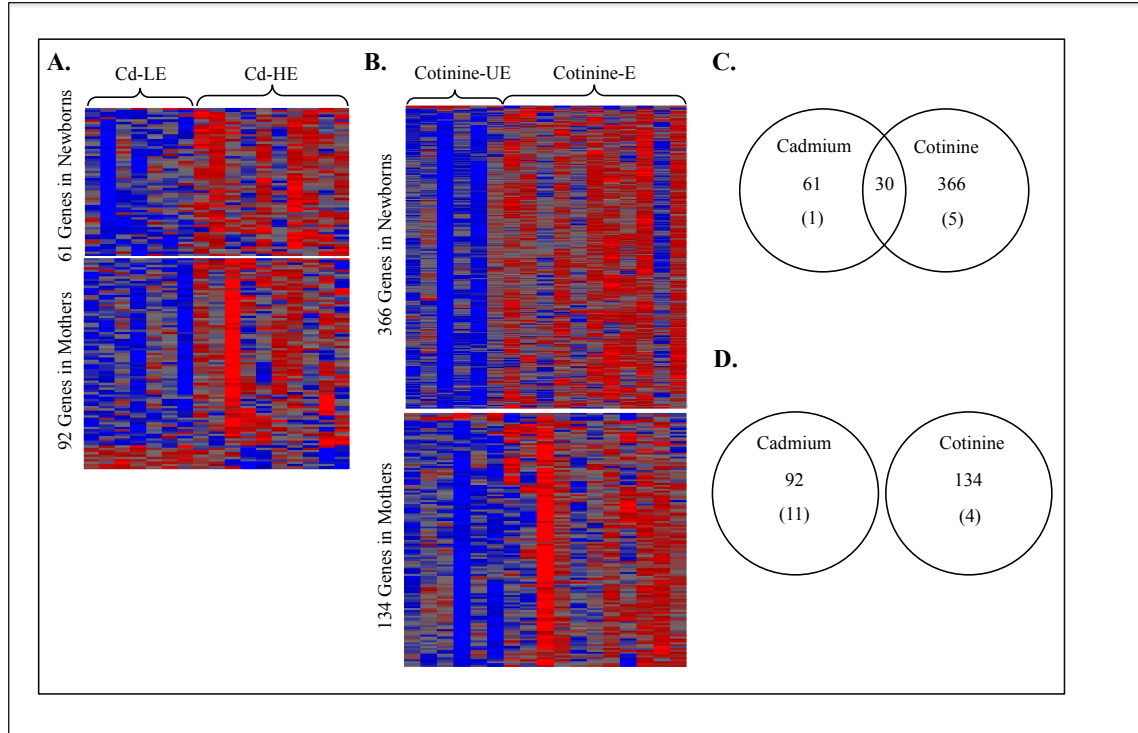 A.
Cd-LE
Cd-HE
61 Genes in Newborns
92 Genes in Mothers
B.
Cotinine-UE
Cotinine-E
366 Genes in Newborns
134 Genes in Mothers
C.
Cadmium
Cotinine
61
30
366
(1)
(5)
D.
Cadmium
Cotinine
92
134
(11)
(4)